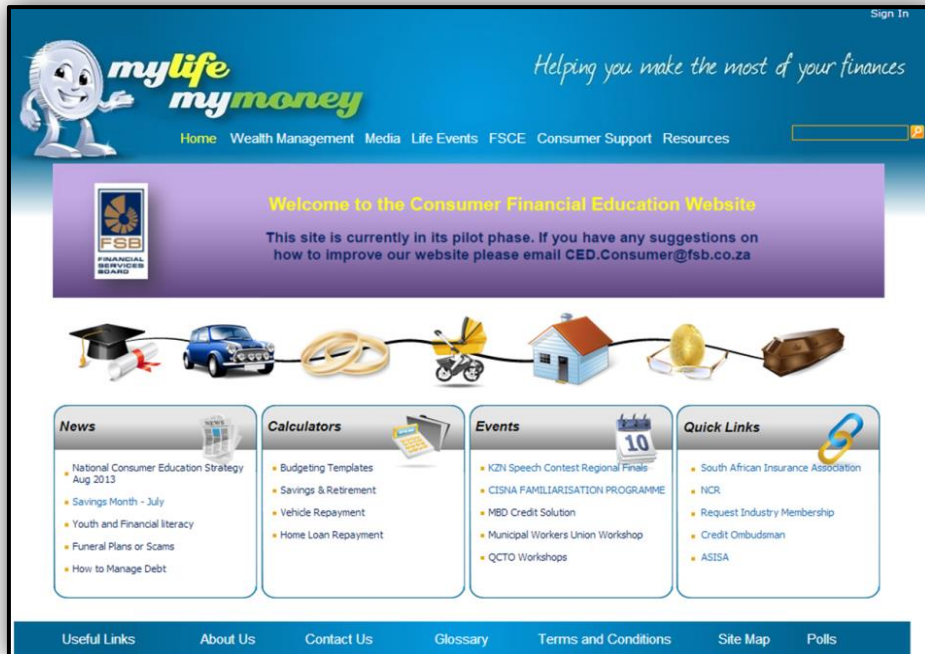 Sign In
mylife
mymoney
Helping you make the most of your finances
Home Wealth Management Media Life Events FSCE Consumer Support Resources
FSB
FINANCIAL
SERVICES
BOARD
Welcome to the Consumer Financial Education Website
This site is currently in its pilot phase. If you have any suggestions on
how to improve our website please email CED.Consumer@fsb.co.za
News
NEWS
National Consumer Education Strategy
Aug 2013
Savings Month - July
Youth and Financial literacy
Funeral Plans or Scams
How to Manage Debt
Calculators
Budgeting Templates
Savings & Retirement
Vehicle Repayment
Home Loan Repayment
Events
10
KZN Speech Contest Regional Finals
CISNA FAMILIARISATION PROGRAMME
MBD Credit Solution
Municipal Workers Union Workshop
QCTO Workshops
Quick Links
South African Insurance Association
NCR
Request Industry Membership
Credit Ombudsman
ASISA
Useful Links About Us Contact Us Glossary Terms and Conditions Site Map Polls